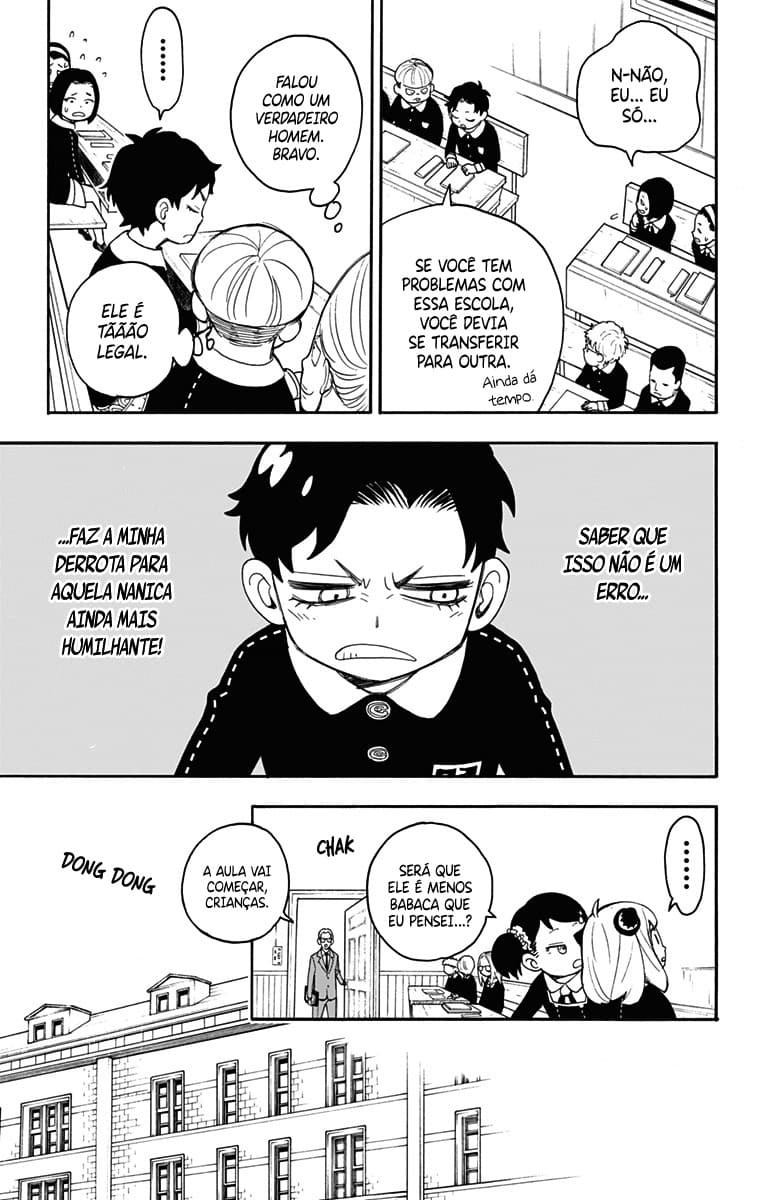 N-NÃO,
EU... EU
SÓ...
SE VOCÊ TEM
PROBLEMAS COM
ESSA ESCOLA,
VOCÊ DEVIA
SE TRANSFERIR
PARA OUTRA.
Ainda dá
tempo.
FALOU
COMO UM
VERDADEIRO
HOMEM.
BRAVO.
......
ELE É
TÃÃÃO
LEGAL.
SABER QUE
ISSO NÃO É UM
ERRO...
...FAZ A MINHA
DERROTA PARA
AQUELA NANICA
AINDA MAIS
HUMILHANTE!
......
SERÁ QUE
ELE É MENOS
BABACA QUE
EU PENSEI...?
CHAK
A AULA VAI
COMEÇAR,
CRIANÇAS.
DONG DONG